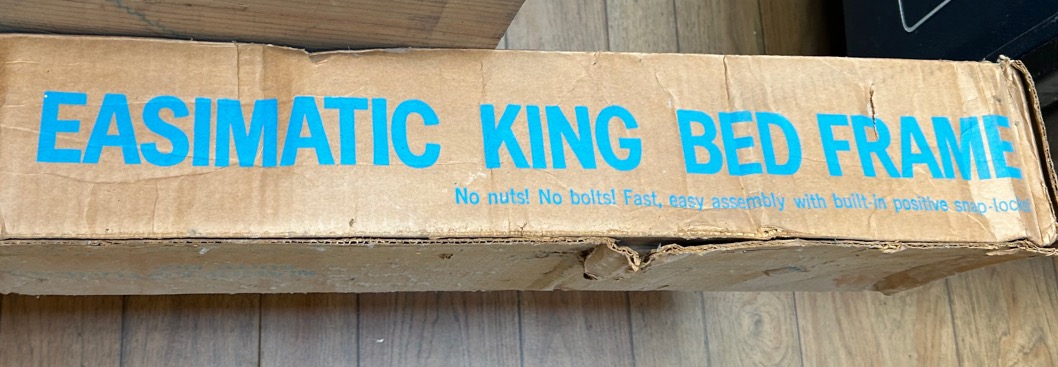 EASIMATIC KING BED FRAME
No nuts! No bolts! Fast, easy assembly with built-in positive snap-locks